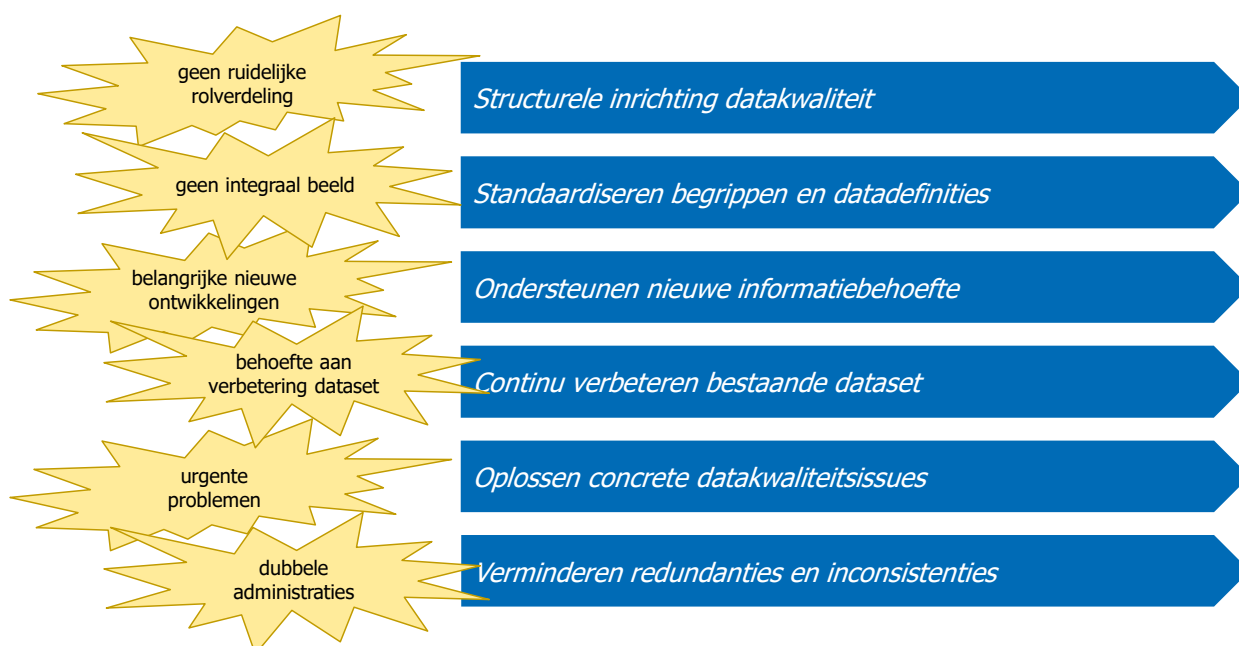 geen ruidelijke
rolverdeling
Structurele inrichting datakwaliteit
geen integraal beeld
Standaardiseren begrippen en datadefinities
belangrijke nieuwe
ontwikkelingen
Ondersteunen nieuwe informatiebehoefte
behoefte aan
verbetering dataset
Continu verbeteren bestaande dataset
urgente
problemen
Oplossen concrete datakwaliteitsissues
dubbele
administraties
Verminderen redundanties en inconsistenties